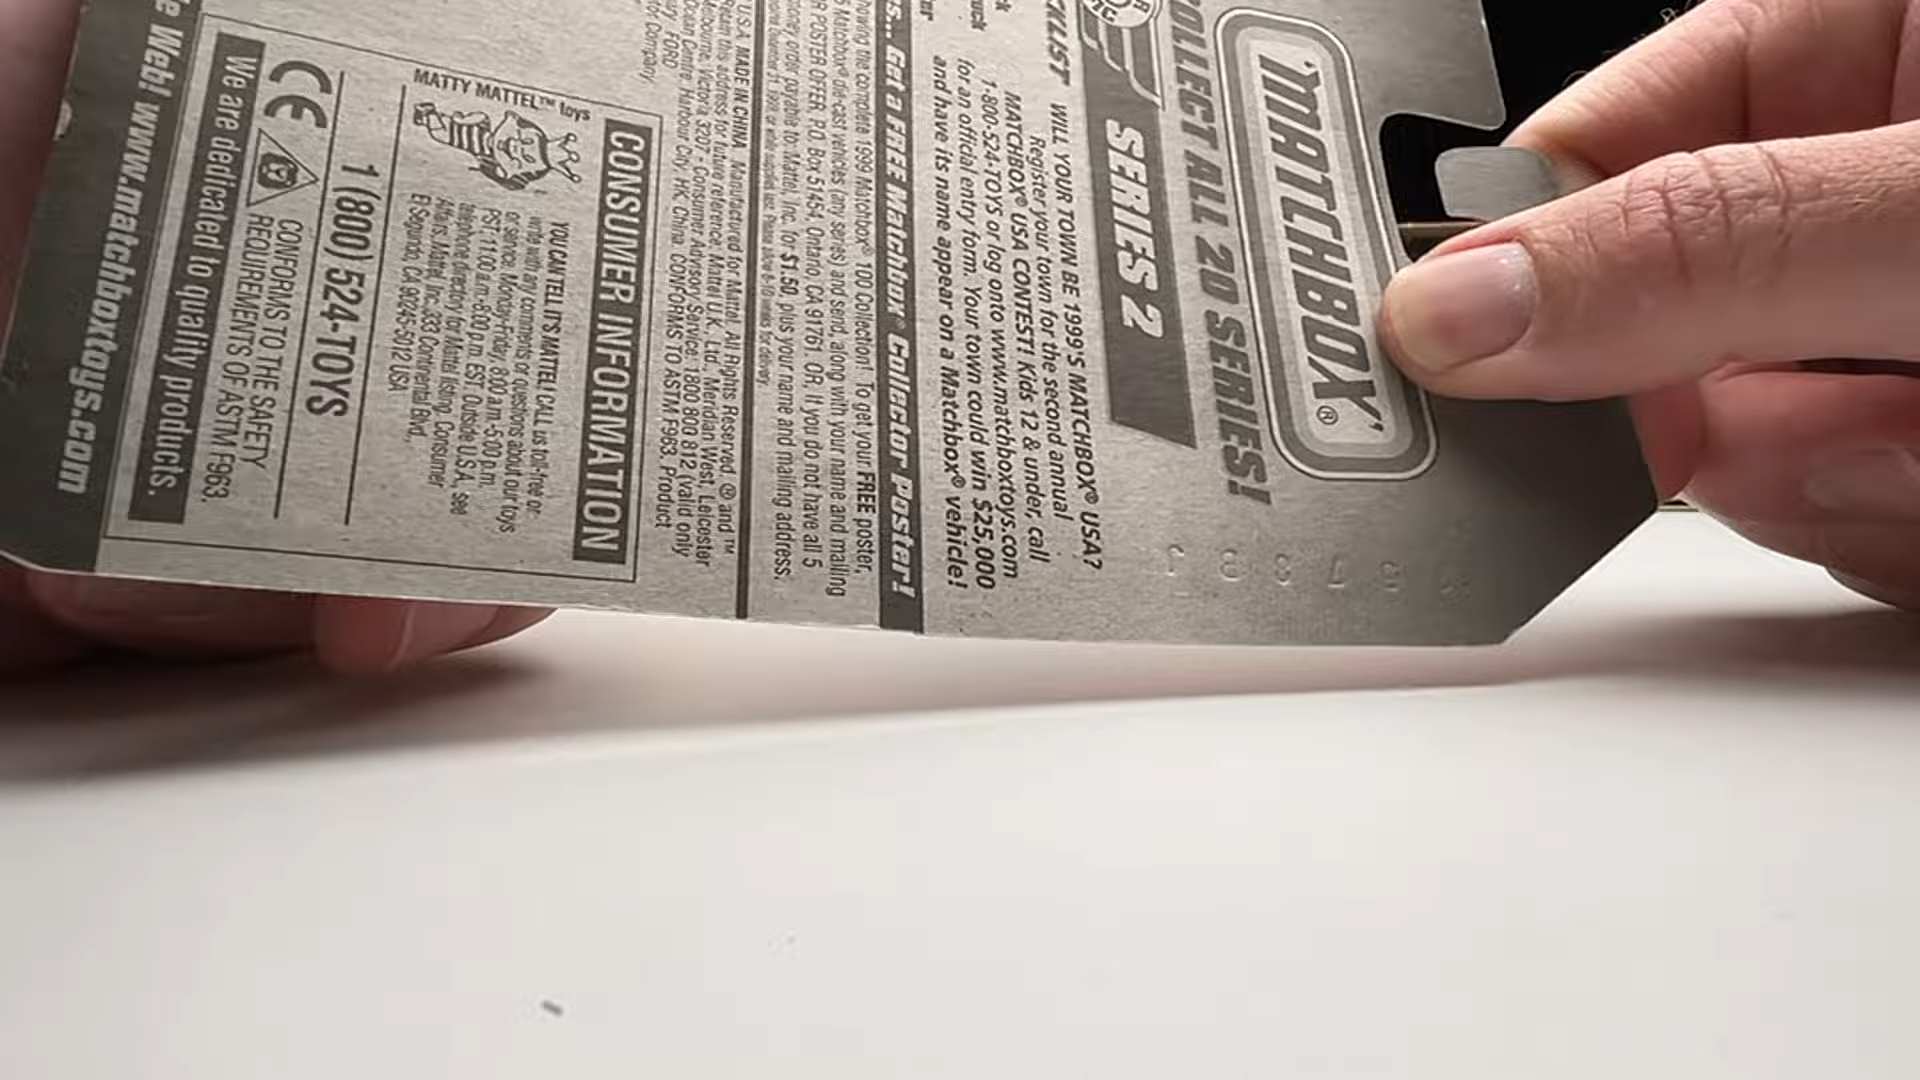 'MATCHBOX'®
COLLECT ALL 20 SERIES!
SERIES 2
WILL YOUR TOWN BE 1999'S MATCHBOX® USA?
Register your town for the second annual
MATCHBOX® USA CONTEST! Kids 12 & under, call
1-800-524-TOYS or log onto www.matchboxtoys.com
for an official entry form. Your town could win $25,000
and have its name appear on a Matchbox® vehicle!
Get a FREE Matchbox® Collector Poster!
the complete 1999 Matchbox® 100 Collection! To get your FREE poster,
Matchbox® die-cast vehicles (any series) and send, along with your name and mailing
POSTER OFFER, P.O. Box 5154, Ontario, CA 91761. OR, if you do not have all 5
money order payable to: Mattel, Inc. for $1.50, plus your name and mailing address.
U.S.A. MADE IN CHINA. Manufactured for Mattel. All Rights Reserved. ® and ™
Retain this address for future reference: Mattel U.K., Ltd., Meridian West, Leicester
Melbourne, Victoria 3207 - Consumer Advisory Service: 1 800 800 812 (valid only
Ocean Centre, Harbour City, HK, China. CONFORMS TO ASTM F963. Product
FORD
Company.
CONSUMER INFORMATION
MATTY MATTEL™ toys
YOU CAN TELL IT'S MATTEL! CALL us toll-free or
write with any comments or questions about our toys
or service. Monday-Friday, 8:00 a.m.-5:00 p.m.
PST; 11:00 a.m.-8:00 p.m. EST. Outside U.S.A., see
telephone directory for Mattel listing. Consumer
Affairs, Mattel, Inc., 333 Continental Blvd.,
El Segundo, CA 90245-5012 USA
1 (800) 524-TOYS
CE
CONFORMS TO THE SAFETY
REQUIREMENTS OF ASTM F963.
We are dedicated to quality products.
Web! www.matchboxtoys.com